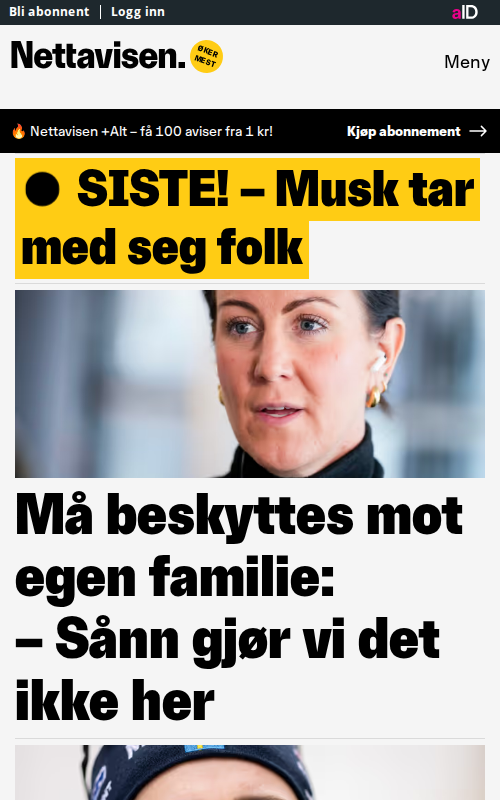 Bli abonnent | Logg inn
aID
Nettavisen.
ØKER
MEST
Meny
🔥 Nettavisen +Alt – få 100 aviser fra 1 kr!
Kjøp abonnement →
SISTE! – Musk tar
med seg folk
Må beskyttes mot
egen familie:
– Sånn gjør vi det
ikke her